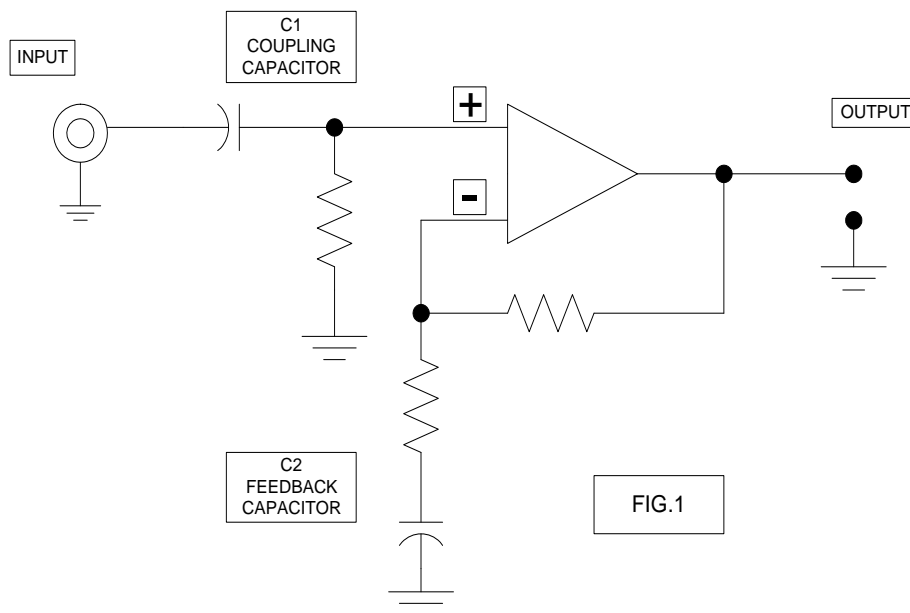 C1
COUPLING
CAPACITOR
INPUT
+
OUTPUT
-
C2
FEEDBACK
CAPACITOR
FIG.1